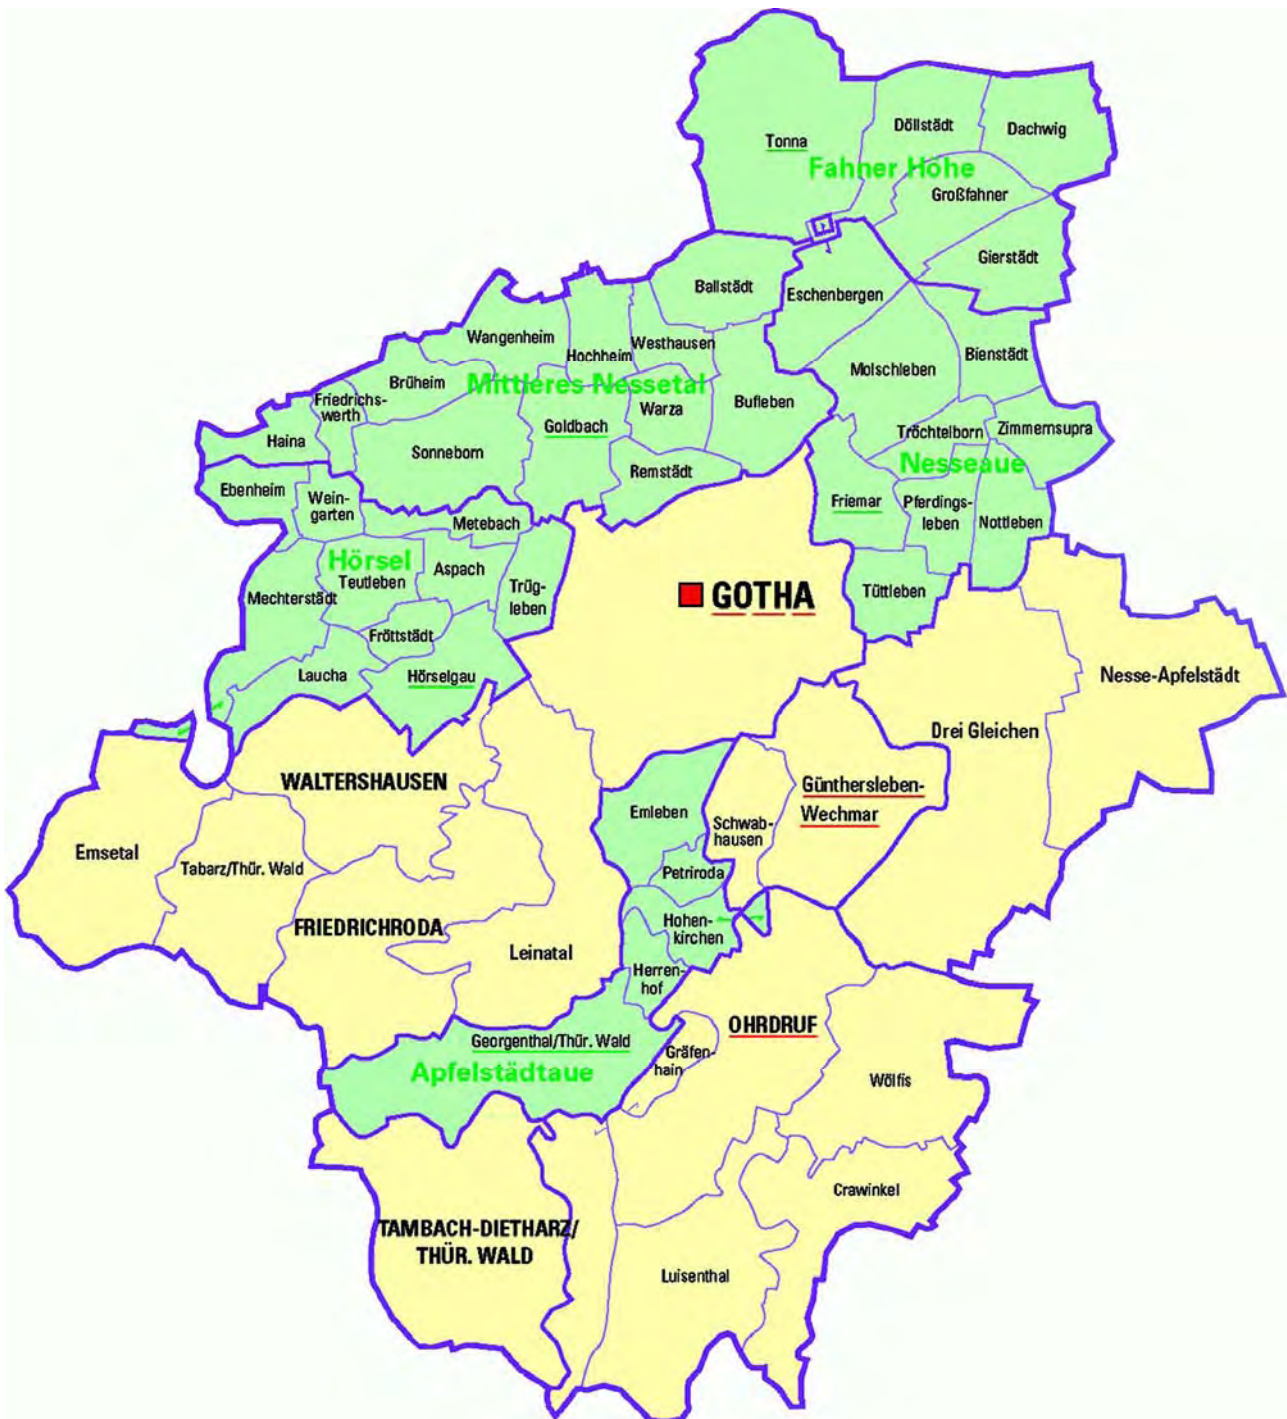 Tonna
Döllstädt
Dachwig
Fahner Höhe
Großfahner
Gierstädt
Ballstädt
Eschenbergen
Wangenheim
Hochheim
Westhausen
Bienstädt
Molschleben
Brüheim
Mittleres Nessetal
Friedrichs-
werth
Warza
Bufleben
Haina
Goldbach
Tröchtelborn
Zimmernsupra
Sonneborn
Remstädt
Nesseaue
Ebenheim
Wein-
garten
Friemar
Pferdings-
leben
Nottleben
Metebach
Hörsel
Teutleben
Aspach
Trüg-
leben
Mechterstädt
Tüttleben
GOTHA
Fröttstädt
Laucha
Hörselgau
Nesse-Apfelstädt
Drei Gleichen
WALTERSHAUSEN
Günthersleben-
Wechmar
Emleben
Schwab-
hausen
Emsetal
Tabarz/Thür. Wald
Petriroda
FRIEDRICHRODA
Hohen-
kirchen
Leinatal
Herren-
hof
OHRDRUF
Georgenthal/Thür. Wald
Gräfen-
hain
Apfelstädtaue
Wölfis
Crawinkel
TAMBACH-DIETHARZ/
THÜR. WALD
Luisenthal